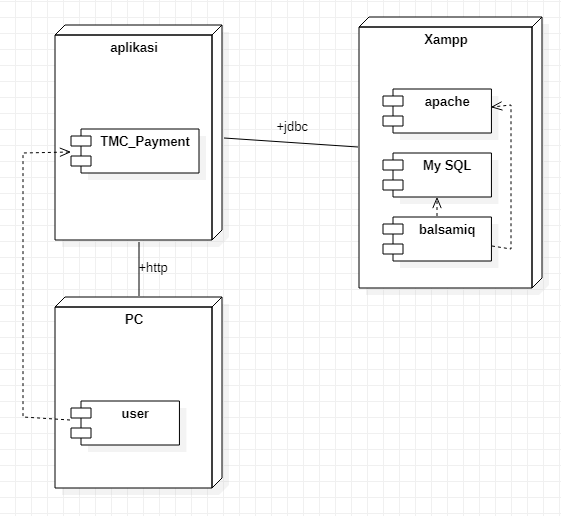 aplikasi
TMC_Payment
+jdbc
Xampp
apache
My SQL
balsamiq
+http
PC
user